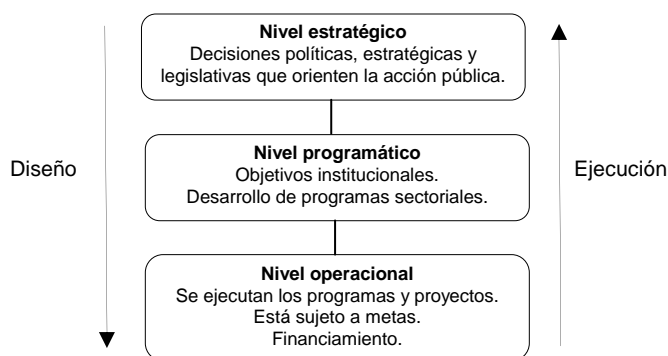 Nivel estratégico
Decisiones políticas, estratégicas y
legislativas que orienten la acción pública.
Diseño
Nivel programático
Objetivos institucionales.
Desarrollo de programas sectoriales.
Ejecución
Nivel operacional
Se ejecutan los programas y proyectos.
Está sujeto a metas.
Financiamiento.